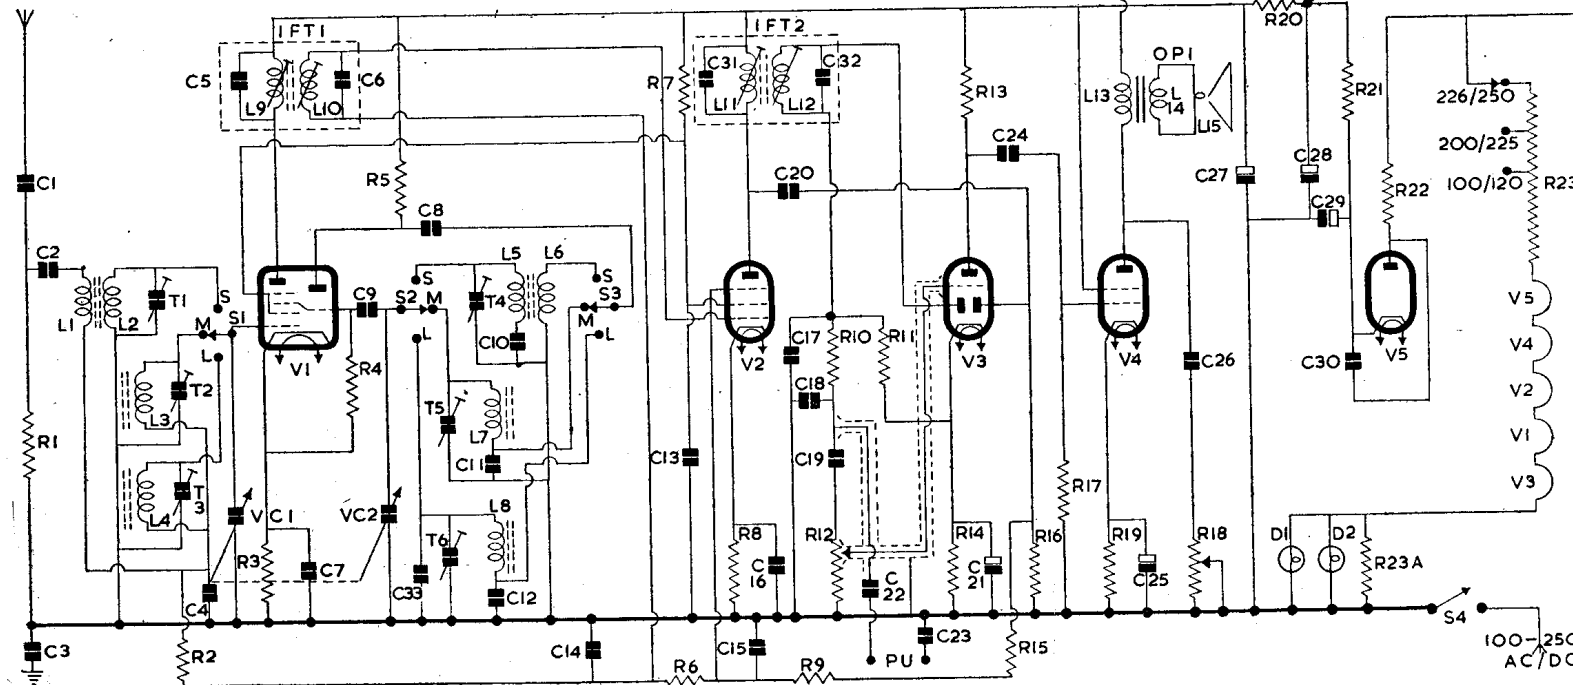 IFT1
IFT2
OP1
R20
C5
C6
L9
L10
R7
C31
C32
L11
L12
R13
L13
L
14
L15
R21
226/250
200/225
100/120
R23
C1
R5
C8
C20
C24
C27
C28
C29
R22
C2
L1
L2
T1
S
M
S1
L
V1
C9
S2
S
M
L
T4
L5
L6
C10
S
S3
M
L
V2
C17
R10
R11
V3
V4
C26
C30
V5
V5
V4
V2
V1
V3
R4
T2
L3
C18
R1
T5
L7
C11
C13
C19
R17
T
3
L4
VC1
VC2
L8
T6
R8
R12
R14
R16
R19
R18
D1
D2
R23A
R3
C7
C4
C33
C12
C
16
C
22
C
21
C25
S4
C3
R2
C14
C15
R6
R9
PU
C23
R15
100-250
AC/DC